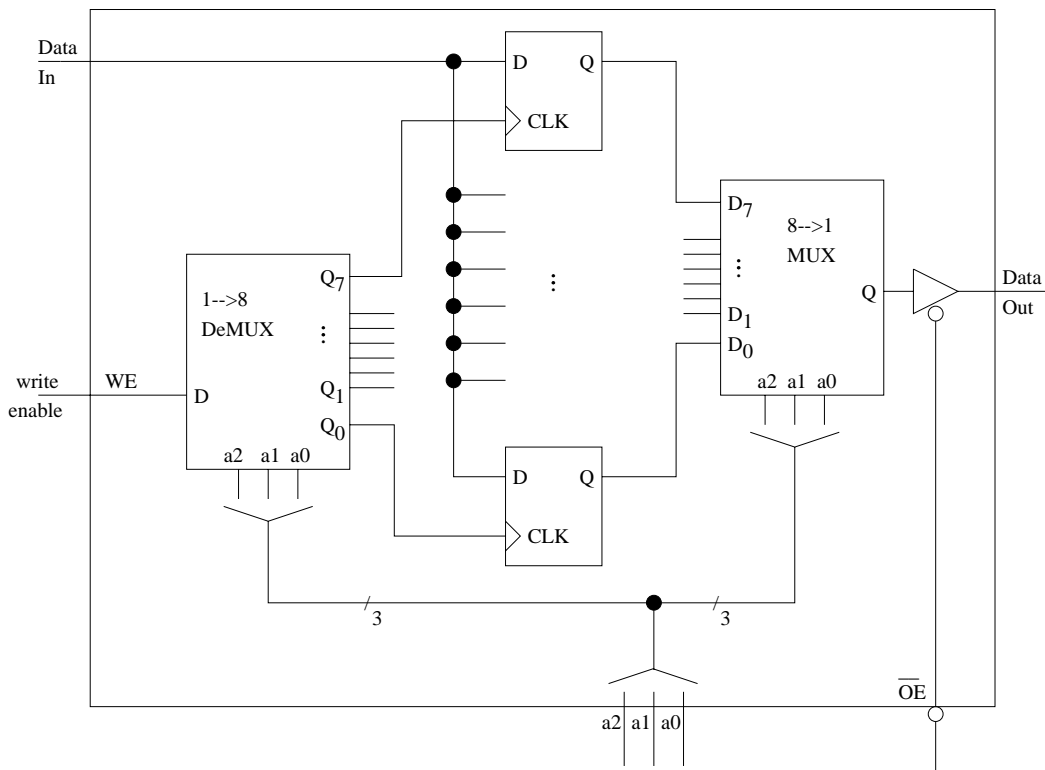 Data
In
D
Q
CLK
D7
8-->1
MUX
⋮
Q
D1
D0
a2 a1 a0
Data
Out
Q7
1-->8
DeMUX
⋮
write
enable
WE
D
Q1
Q0
a2 a1 a0
⋮
D
Q
CLK
3
3
a2 a1 a0
O̅E̅